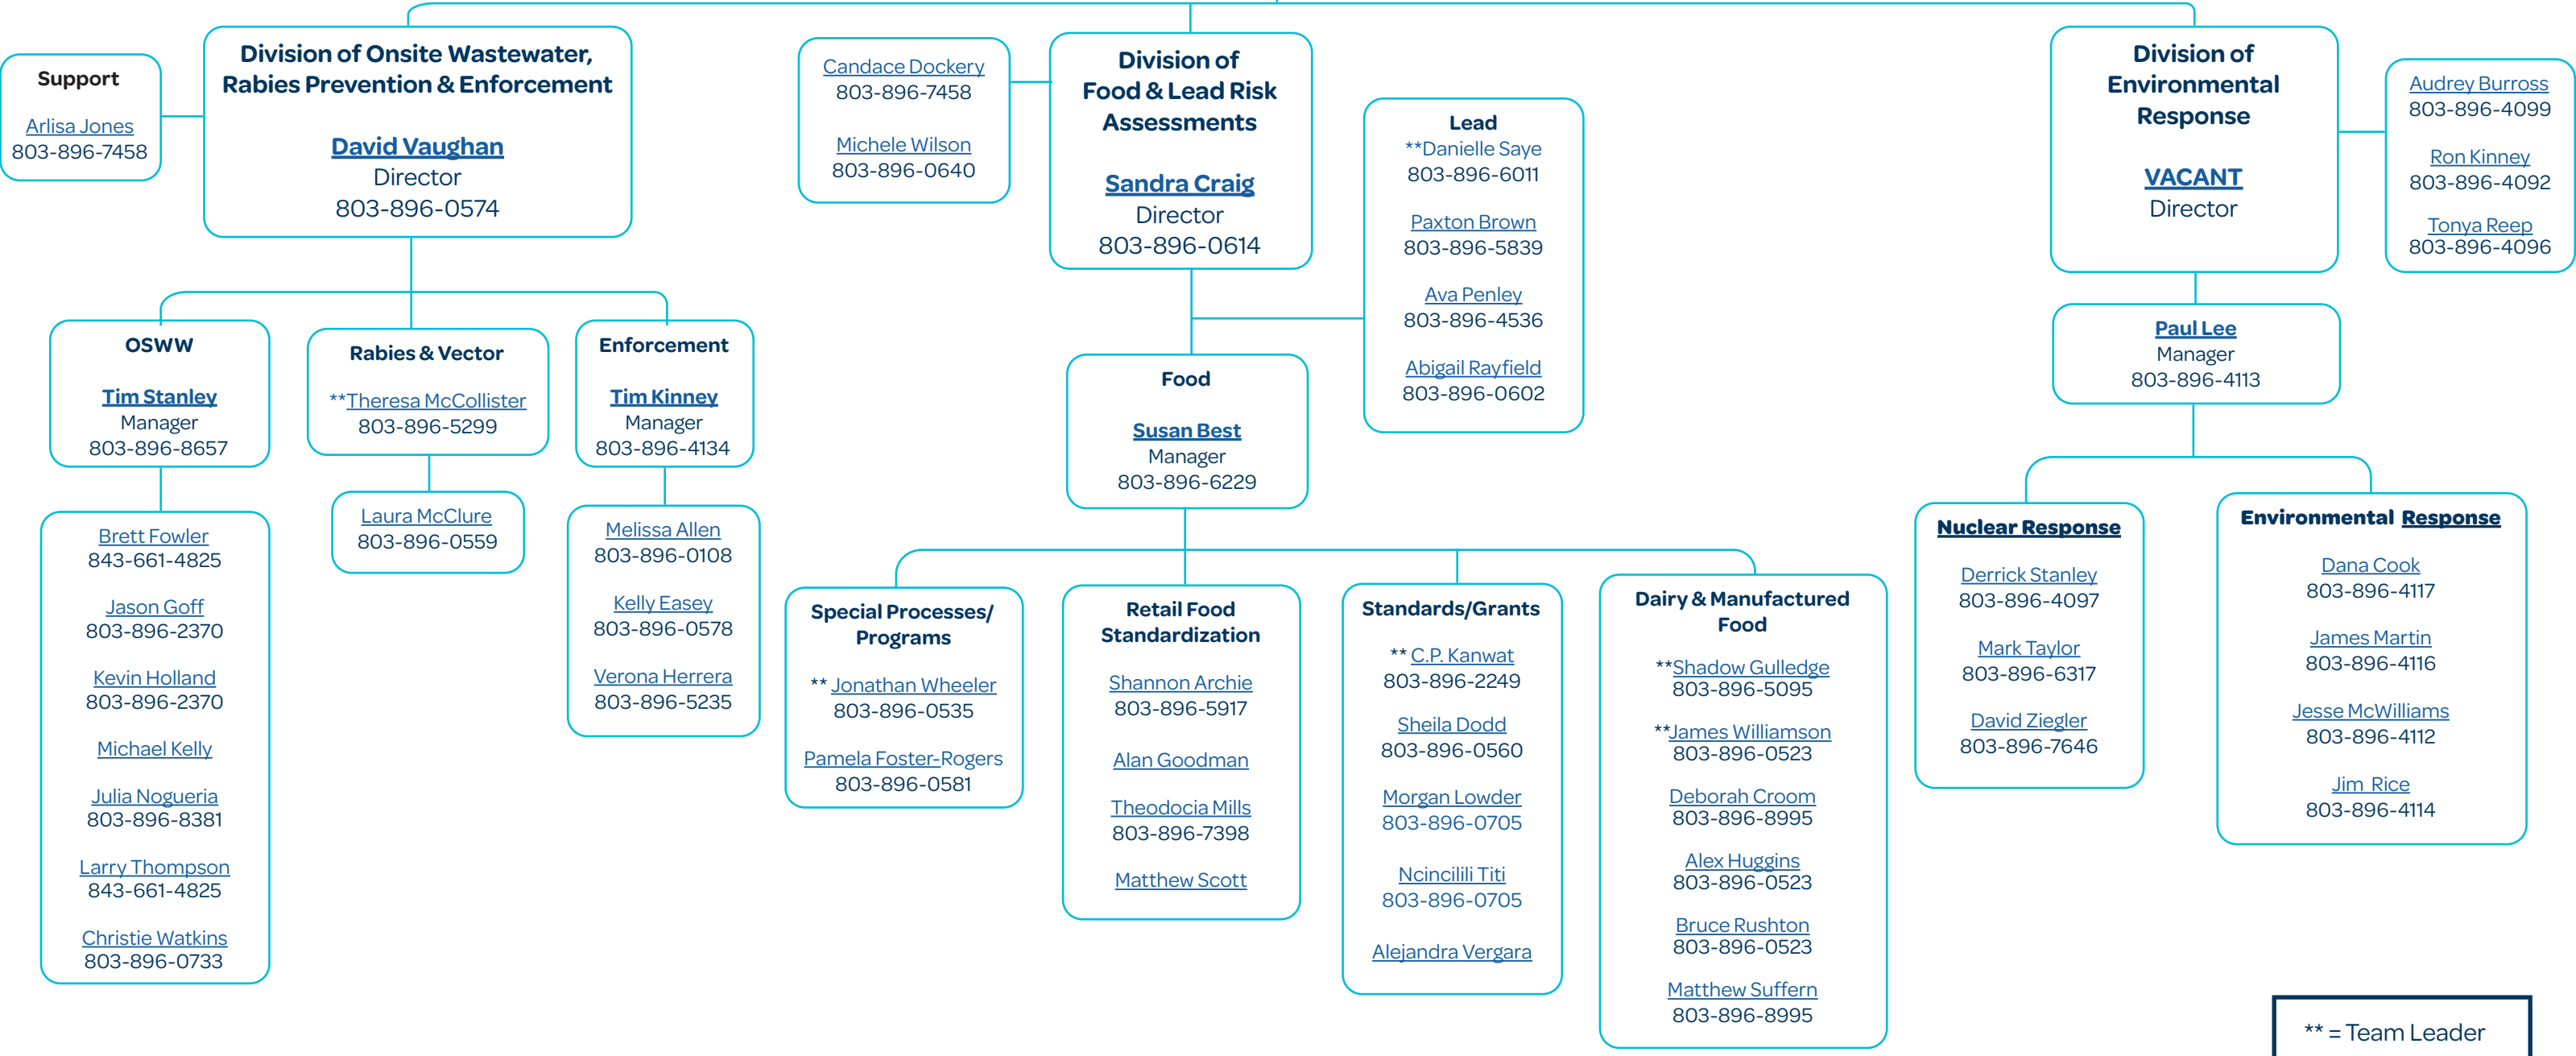 Support
Arlisa Jones
803-896-7458
Division of Onsite Wastewater,
Rabies Prevention & Enforcement
David Vaughan
Director
803-896-0574
OSWW
Tim Stanley
Manager
803-896-8657
Brett Fowler
843-661-4825
Jason Goff
803-896-2370
Kevin Holland
803-896-2370
Michael Kelly
Julia Nogueria
803-896-8381
Larry Thompson
843-661-4825
Christie Watkins
803-896-0733
Rabies & Vector
**Theresa McCollister
803-896-5299
Laura McClure
803-896-0559
Enforcement
Tim Kinney
Manager
803-896-4134
Melissa Allen
803-896-0108
Kelly Easey
803-896-0578
Verona Herrera
803-896-5235
Candace Dockery
803-896-7458
Michele Wilson
803-896-0640
Division of
Food & Lead Risk
Assessments
Sandra Craig
Director
803-896-0614
Lead
**Danielle Saye
803-896-6011
Paxton Brown
803-896-5839
Ava Penley
803-896-4536
Abigail Rayfield
803-896-0602
Food
Susan Best
Manager
803-896-6229
Special Processes/
Programs
** Jonathan Wheeler
803-896-0535
Pamela Foster-Rogers
803-896-0581
Retail Food
Standardization
Shannon Archie
803-896-5917
Alan Goodman
Theodocia Mills
803-896-7398
Matthew Scott
Standards/Grants
** C.P. Kanwat
803-896-2249
Sheila Dodd
803-896-0560
Morgan Lowder
803-896-0705
Ncincilili Titi
803-896-0705
Alejandra Vergara
Dairy & Manufactured
Food
**Shadow Gulledge
803-896-5095
**James Williamson
803-896-0523
Deborah Croom
803-896-8995
Alex Huggins
803-896-0523
Bruce Rushton
803-896-0523
Matthew Suffern
803-896-8995
Division of
Environmental
Response
VACANT
Director
Audrey Burross
803-896-4099
Ron Kinney
803-896-4092
Tonya Reep
803-896-4096
Paul Lee
Manager
803-896-4113
Nuclear Response
Derrick Stanley
803-896-4097
Mark Taylor
803-896-6317
David Ziegler
803-896-7646
Environmental Response
Dana Cook
803-896-4117
James Martin
803-896-4116
Jesse McWilliams
803-896-4112
Jim Rice
803-896-4114
** = Team Leader